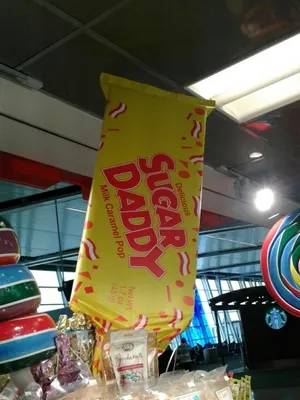 Delicious
SUGAR
DADDY
Milk Caramel Pop